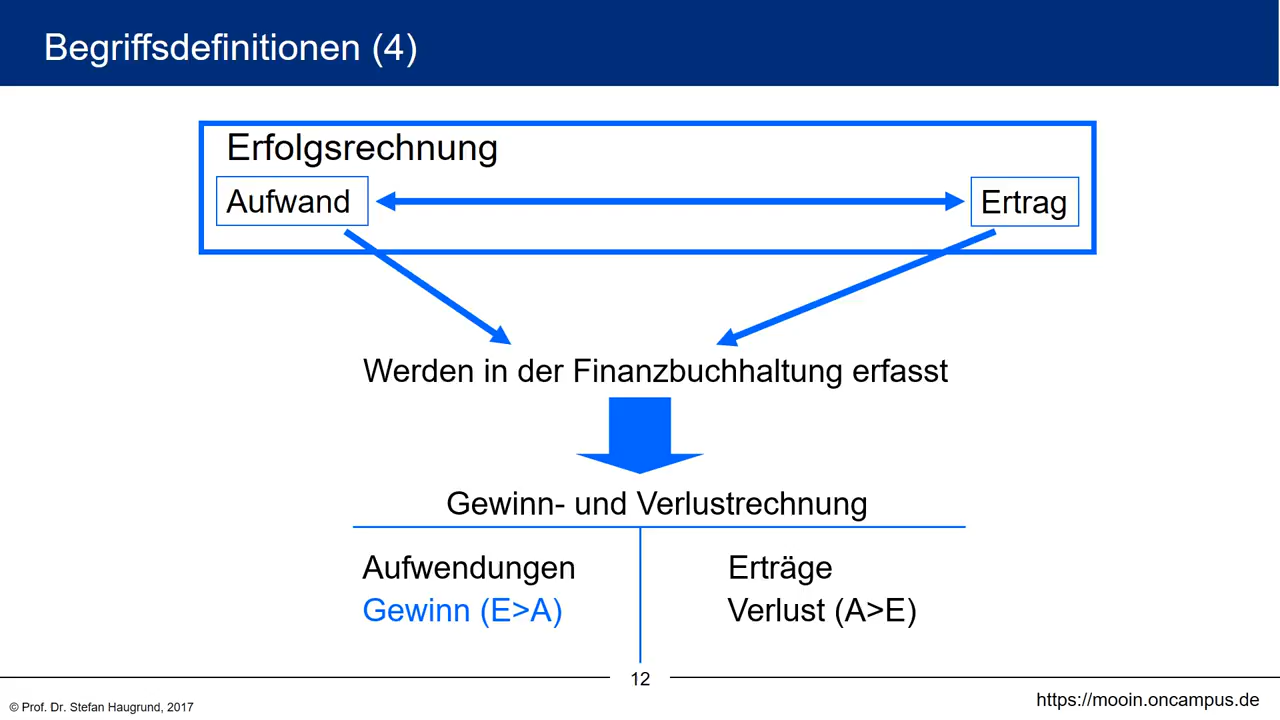 Begriffsdefinitionen (4)
Erfolgsrechnung
Aufwand
Ertrag
Werden in der Finanzbuchhaltung erfasst
Gewinn- und Verlustrechnung
Aufwendungen
Gewinn (E>A)
Erträge
Verlust (A>E)
12
© Prof. Dr. Stefan Haugrund, 2017
https://mooin.oncampus.de